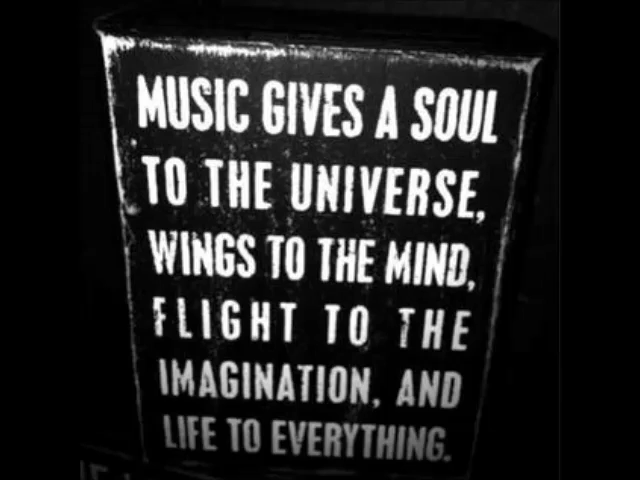 MUSIC GIVES A SOUL
TO THE UNIVERSE,
WINGS TO THE MIND,
FLIGHT TO THE
IMAGINATION, AND
LIFE TO EVERYTHING.